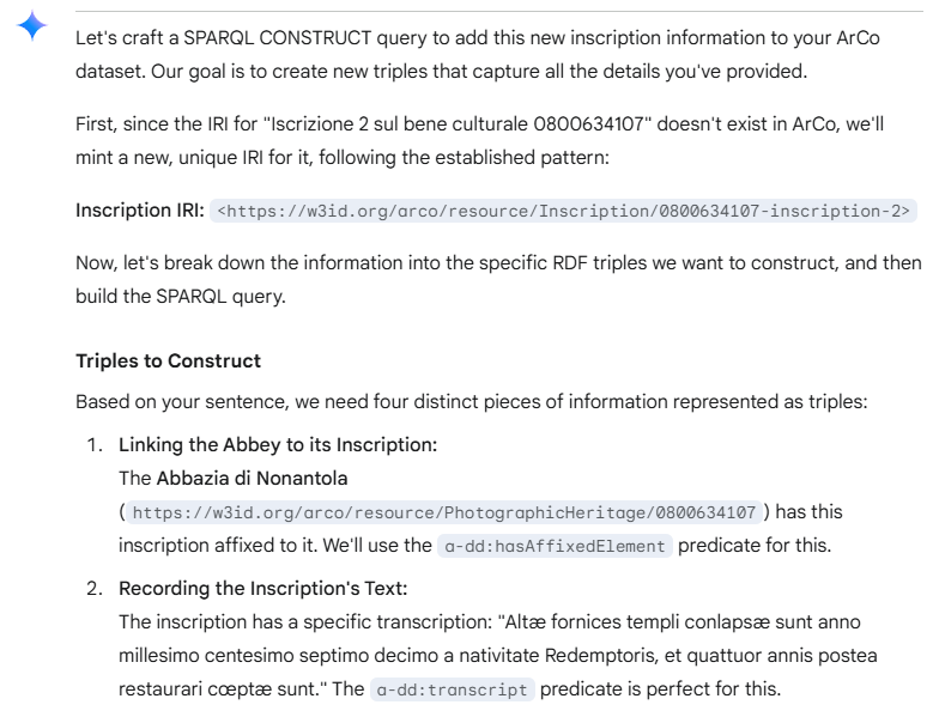 Let's craft a SPARQL CONSTRUCT query to add this new inscription information to your ArCo
dataset. Our goal is to create new triples that capture all the details you've provided.
First, since the IRI for "Iscrizione 2 sul bene culturale 0800634107" doesn't exist in ArCo, we'll
mint a new, unique IRI for it, following the established pattern:
Inscription IRI: <https://w3id.org/arco/resource/Inscription/0800634107-inscription-2>
Now, let's break down the information into the specific RDF triples we want to construct, and then
build the SPARQL query.
Triples to Construct
Based on your sentence, we need four distinct pieces of information represented as triples:
1. Linking the Abbey to its Inscription:
The Abbazia di Nonantola
(https://w3id.org/arco/resource/PhotographicHeritage/0800634107) has this
inscription affixed to it. We'll use the a-dd:hasAffixedElement predicate for this.
2. Recording the Inscription's Text:
The inscription has a specific transcription: "Altæ fornices templi conlapsæ sunt anno
millesimo centesimo septimo decimo a nativitate Redemptoris, et quattuor annis postea
restaurari cœptæ sunt." The a-dd:transcript predicate is perfect for this.